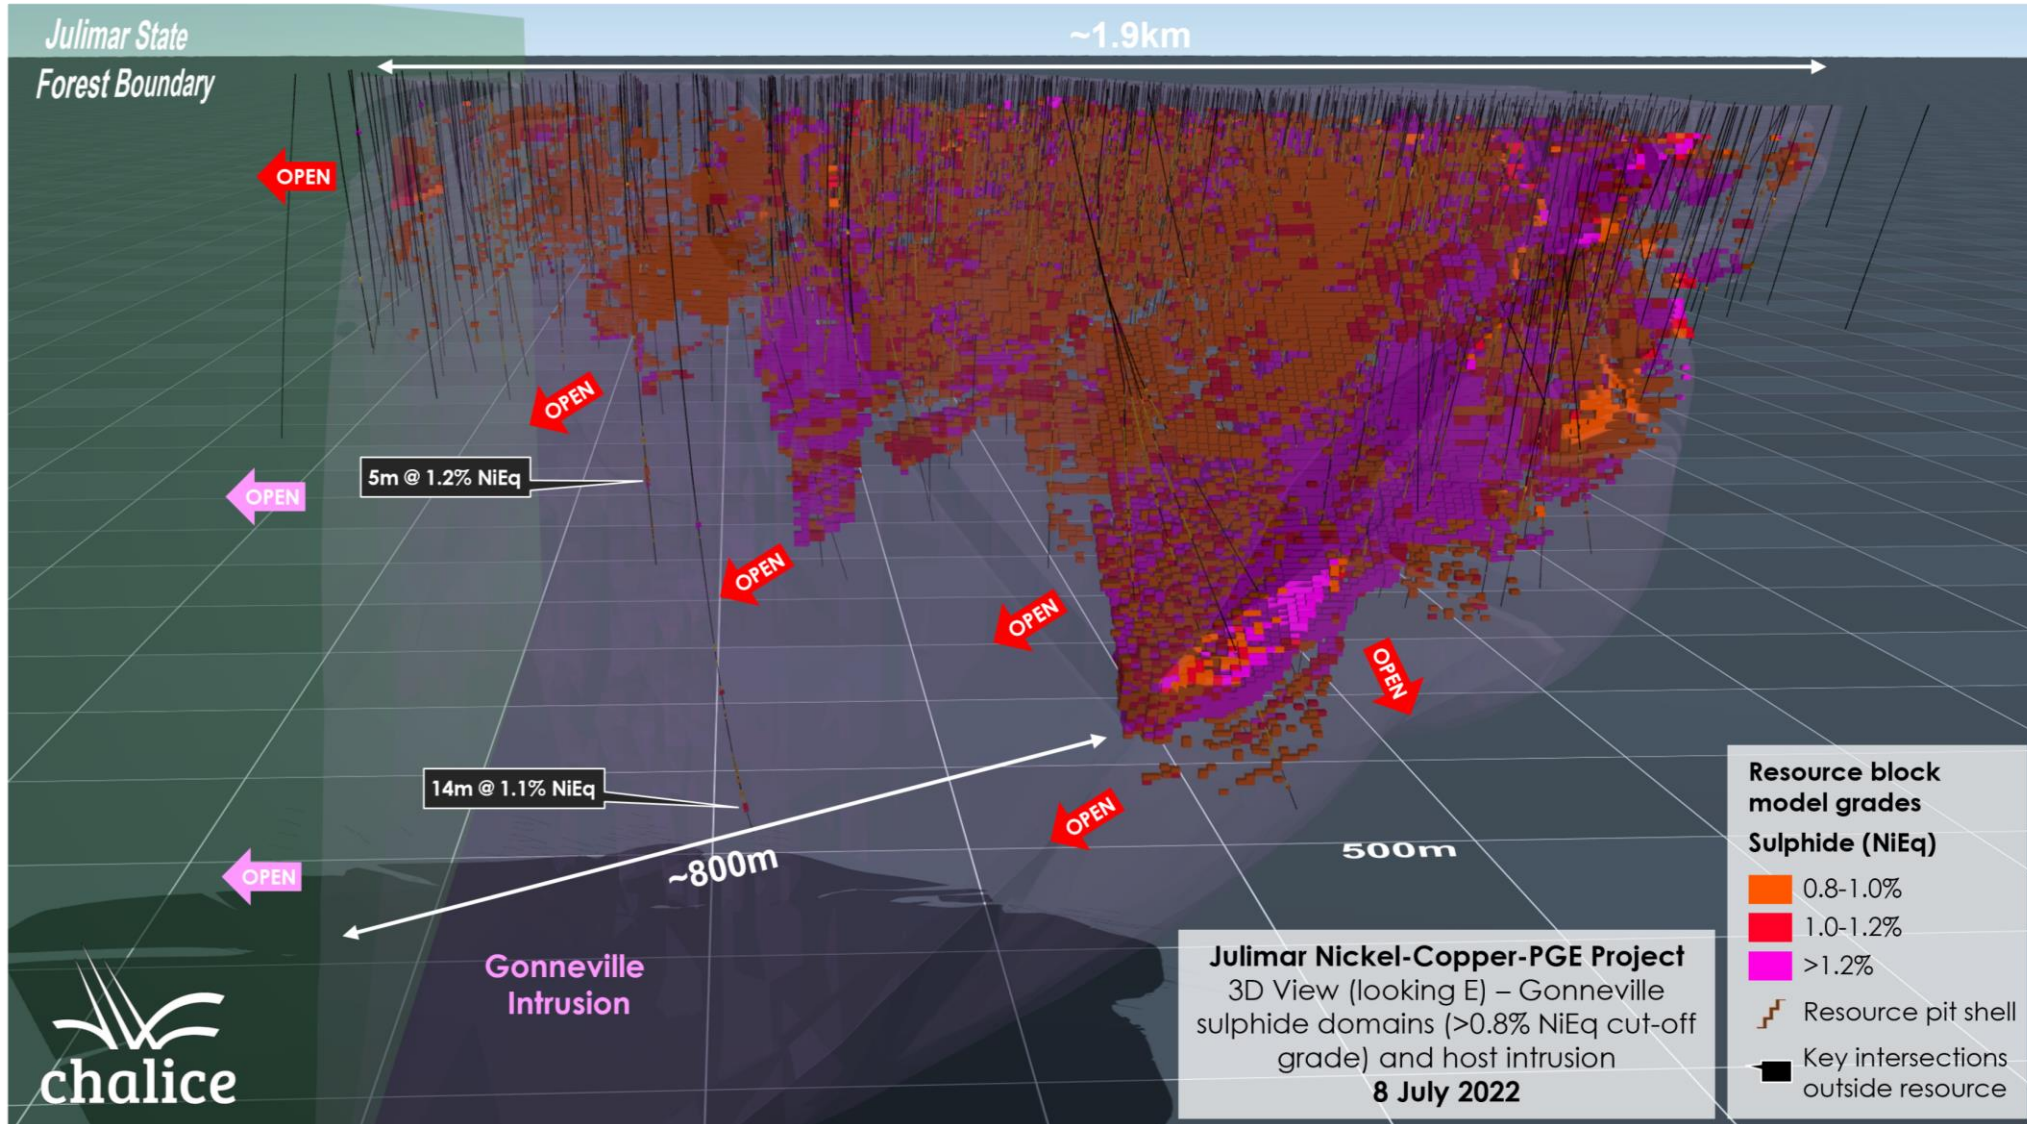 Julimar State
Forest Boundary
~1.9km
OPEN
OPEN
5m @ 1.2% NiEq
OPEN
OPEN
OPEN
OPEN
14m @ 1.1% NiEq
OPEN
~800m
500m
OPEN
Gonneville
Intrusion
chalice
Julimar Nickel-Copper-PGE Project
3D View (looking E) – Gonneville
sulphide domains (>0.8% NiEq cut-off
grade) and host intrusion
8 July 2022
Resource block
model grades
Sulphide (NiEq)
0.8-1.0%
1.0-1.2%
>1.2%
Resource pit shell
Key intersections
outside resource